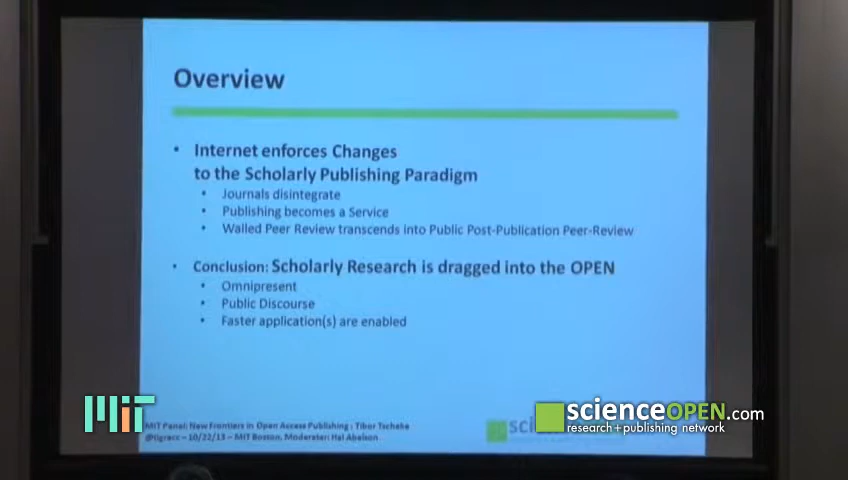 Overview
• Internet enforces Changes
to the Scholarly Publishing Paradigm
• Journals disintegrate
• Publishing becomes a Service
• Walled Peer Review transcends into Public Post-Publication Peer-Review
• Conclusion: Scholarly Research is dragged into the OPEN
• Omnipresent
• Public Discourse
• Faster application(s) are enabled
MIT Panel: New Frontiers in Open Access Publishing : Tibor Tscheke
@tigracc – 10/22/13 – MIT Boston, Moderater: Hal Abelson
MIT
scienceOPEN.com
research+publishing network